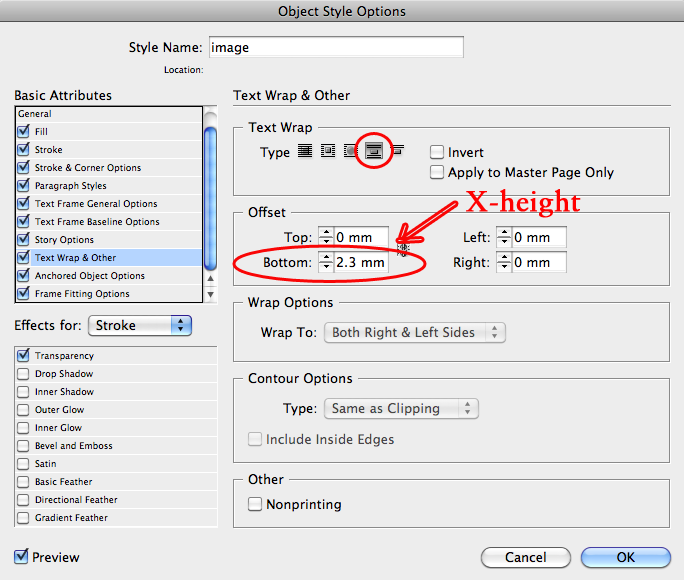 Object Style Options
Style Name: image
Location:
Basic Attributes
General
Fill
Stroke
Stroke & Corner Options
Paragraph Styles
Text Frame General Options
Text Frame Baseline Options
Story Options
Text Wrap & Other
Anchored Object Options
Frame Fitting Options
Effects for: Stroke
Transparency
Drop Shadow
Inner Shadow
Outer Glow
Inner Glow
Bevel and Emboss
Satin
Basic Feather
Directional Feather
Gradient Feather
Preview
Text Wrap & Other
Text Wrap
Type
Invert
Apply to Master Page Only
X-height
Offset
Top: 0 mm Left: 0 mm
Bottom: 2.3 mm Right: 0 mm
Wrap Options
Wrap To: Both Right & Left Sides
Contour Options
Type: Same as Clipping
Include Inside Edges
Other
Nonprinting
Cancel OK